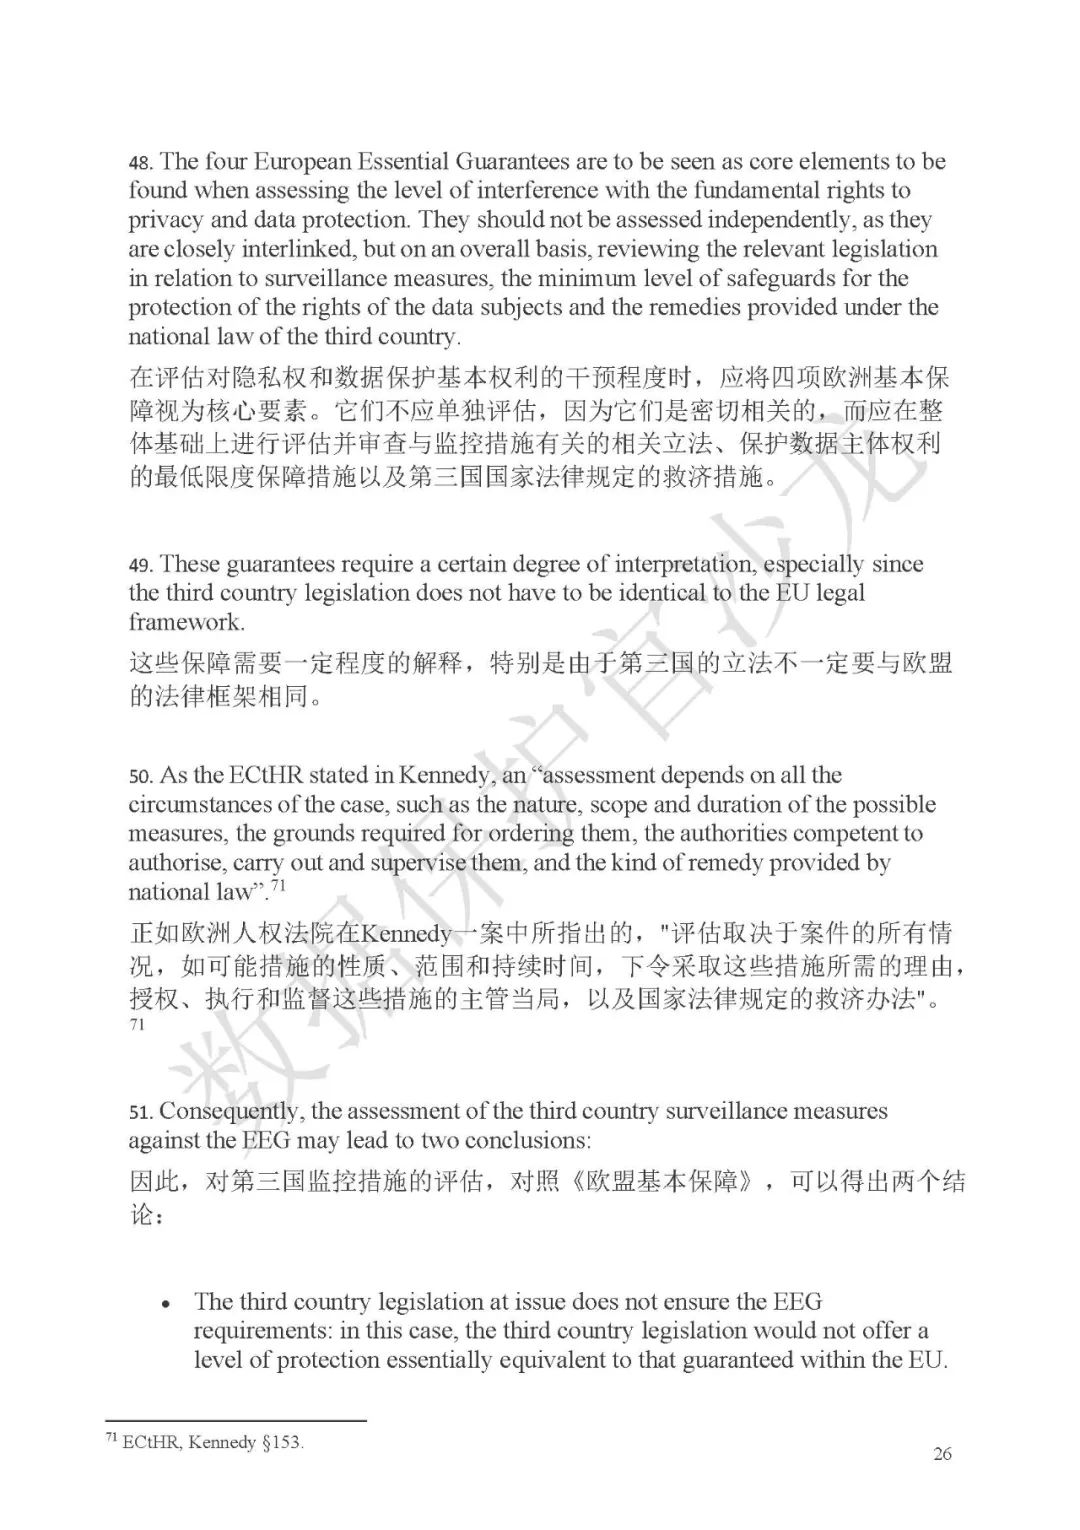 48. The four European Essential Guarantees are to be seen as core elements to be
found when assessing the level of interference with the fundamental rights to
privacy and data protection. They should not be assessed independently, as they
are closely interlinked, but on an overall basis, reviewing the relevant legislation
in relation to surveillance measures, the minimum level of safeguards for the
protection of the rights of the data subjects and the remedies provided under the
national law of the third country.
在评估对隐私权和数据保护基本权利的干预程度时，应将四项欧洲基本保
障视为核心要素。它们不应单独评估，因为它们是密切相关的，而应在整
体基础上进行评估并审查与监控措施有关的相关立法、保护数据主体权利
的最低限度保障措施以及第三国国家法律规定的救济措施。
49. These guarantees require a certain degree of interpretation, especially since
the third country legislation does not have to be identical to the EU legal
framework.
这些保障需要一定程度的解释，特别是由于第三国的立法不一定要与欧盟
的法律框架相同。
50. As the ECtHR stated in Kennedy, an “assessment depends on all the
circumstances of the case, such as the nature, scope and duration of the possible
measures, the grounds required for ordering them, the authorities competent to
authorise, carry out and supervise them, and the kind of remedy provided by
national law”.71
正如欧洲人权法院在Kennedy一案中所指出的，"评估取决于案件的所有情
况，如可能措施的性质、范围和持续时间，下令采取这些措施所需的理由，
授权、执行和监督这些措施的主管当局，以及国家法律规定的救济办法"。
71
51. Consequently, the assessment of the third country surveillance measures
against the EEG may lead to two conclusions:
因此，对第三国监控措施的评估，对照《欧盟基本保障》，可以得出两个结
论：
• The third country legislation at issue does not ensure the EEG
requirements: in this case, the third country legislation would not offer a
level of protection essentially equivalent to that guaranteed within the EU.
71 ECtHR, Kennedy §153.
26
数据保护官沙龙